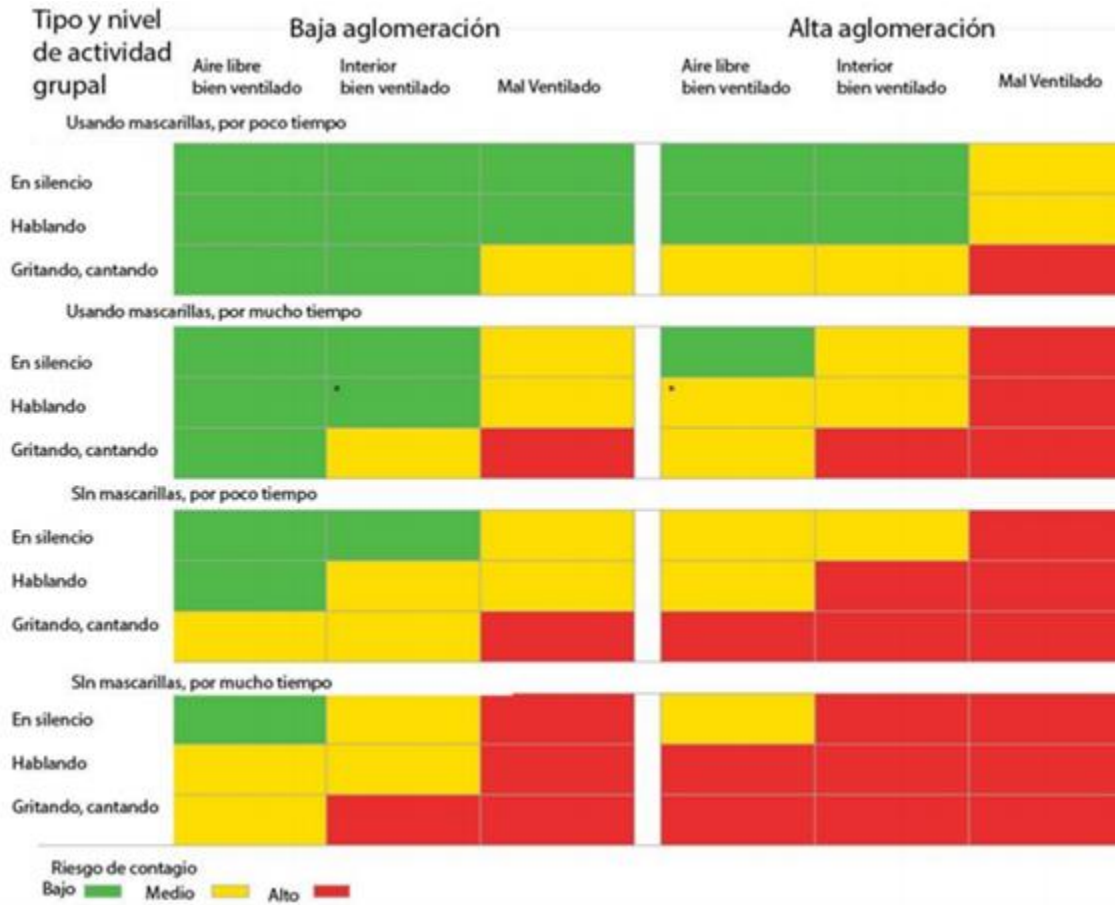 Tipo y nivel
de actividad
grupal
Baja aglomeración
Alta aglomeración
Aire libre
bien ventilado
Interior
bien ventilado
Mal Ventilado
Aire libre
bien ventilado
Interior
bien ventilado
Mal Ventilado
Usando mascarillas, por poco tiempo
En silencio
Hablando
Gritando, cantando
Usando mascarillas, por mucho tiempo
En silencio
Hablando
Gritando, cantando
SIn mascarillas, por poco tiempo
En silencio
Hablando
Gritando, cantando
SIn mascarillas, por mucho tiempo
En silencio
Hablando
Gritando, cantando
Riesgo de contagio
Bajo Medio Alto